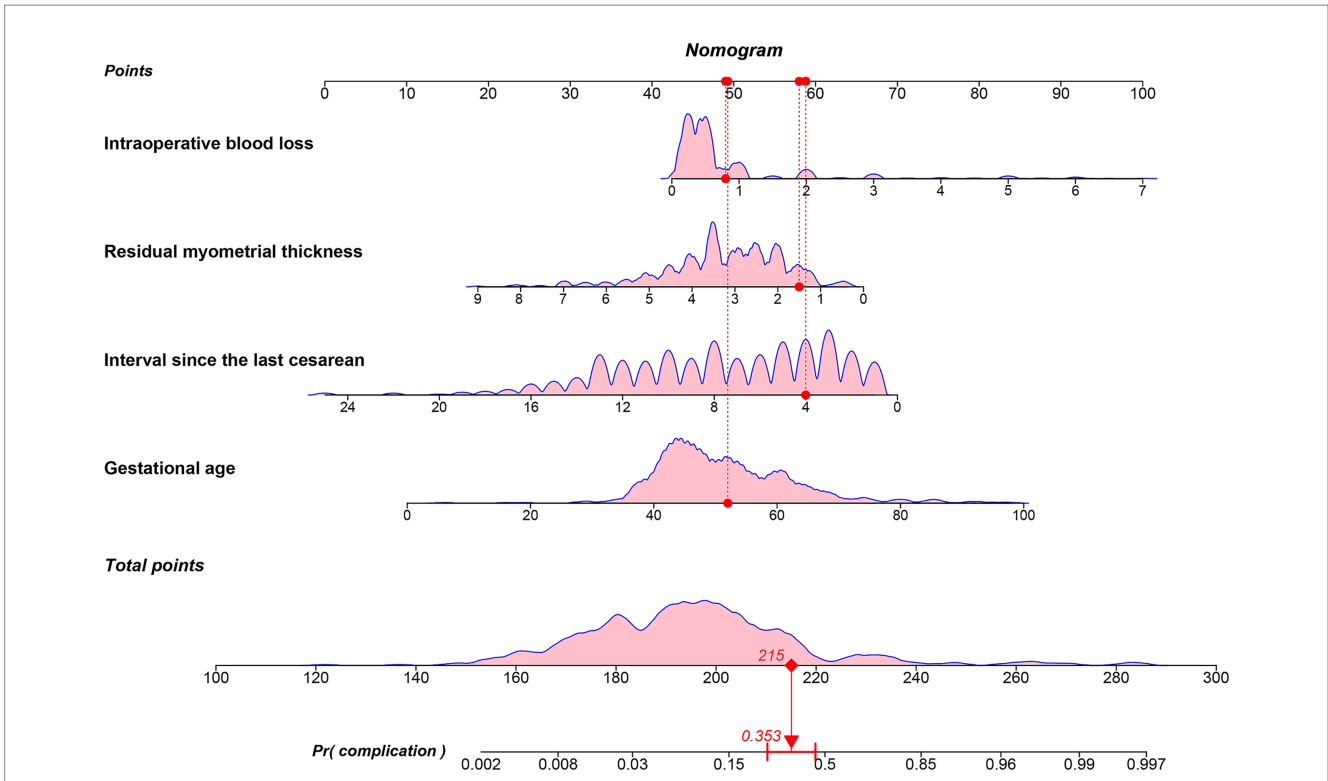 Nomogram
Points
0 10 20 30 40 50 60 70 80 90 100
Intraoperative blood loss
0 1 2 3 4 5 6 7
Residual myometrial thickness
9 8 7 6 5 4 3 2 1 0
Interval since the last cesarean
24 20 16 12 8 4 0
Gestational age
0 20 40 60 80 100
Total points
215
100 120 140 160 180 200 220 240 260 280 300
0.353
Pr( complication )
0.002 0.008 0.03 0.15 0.5 0.85 0.96 0.99 0.997